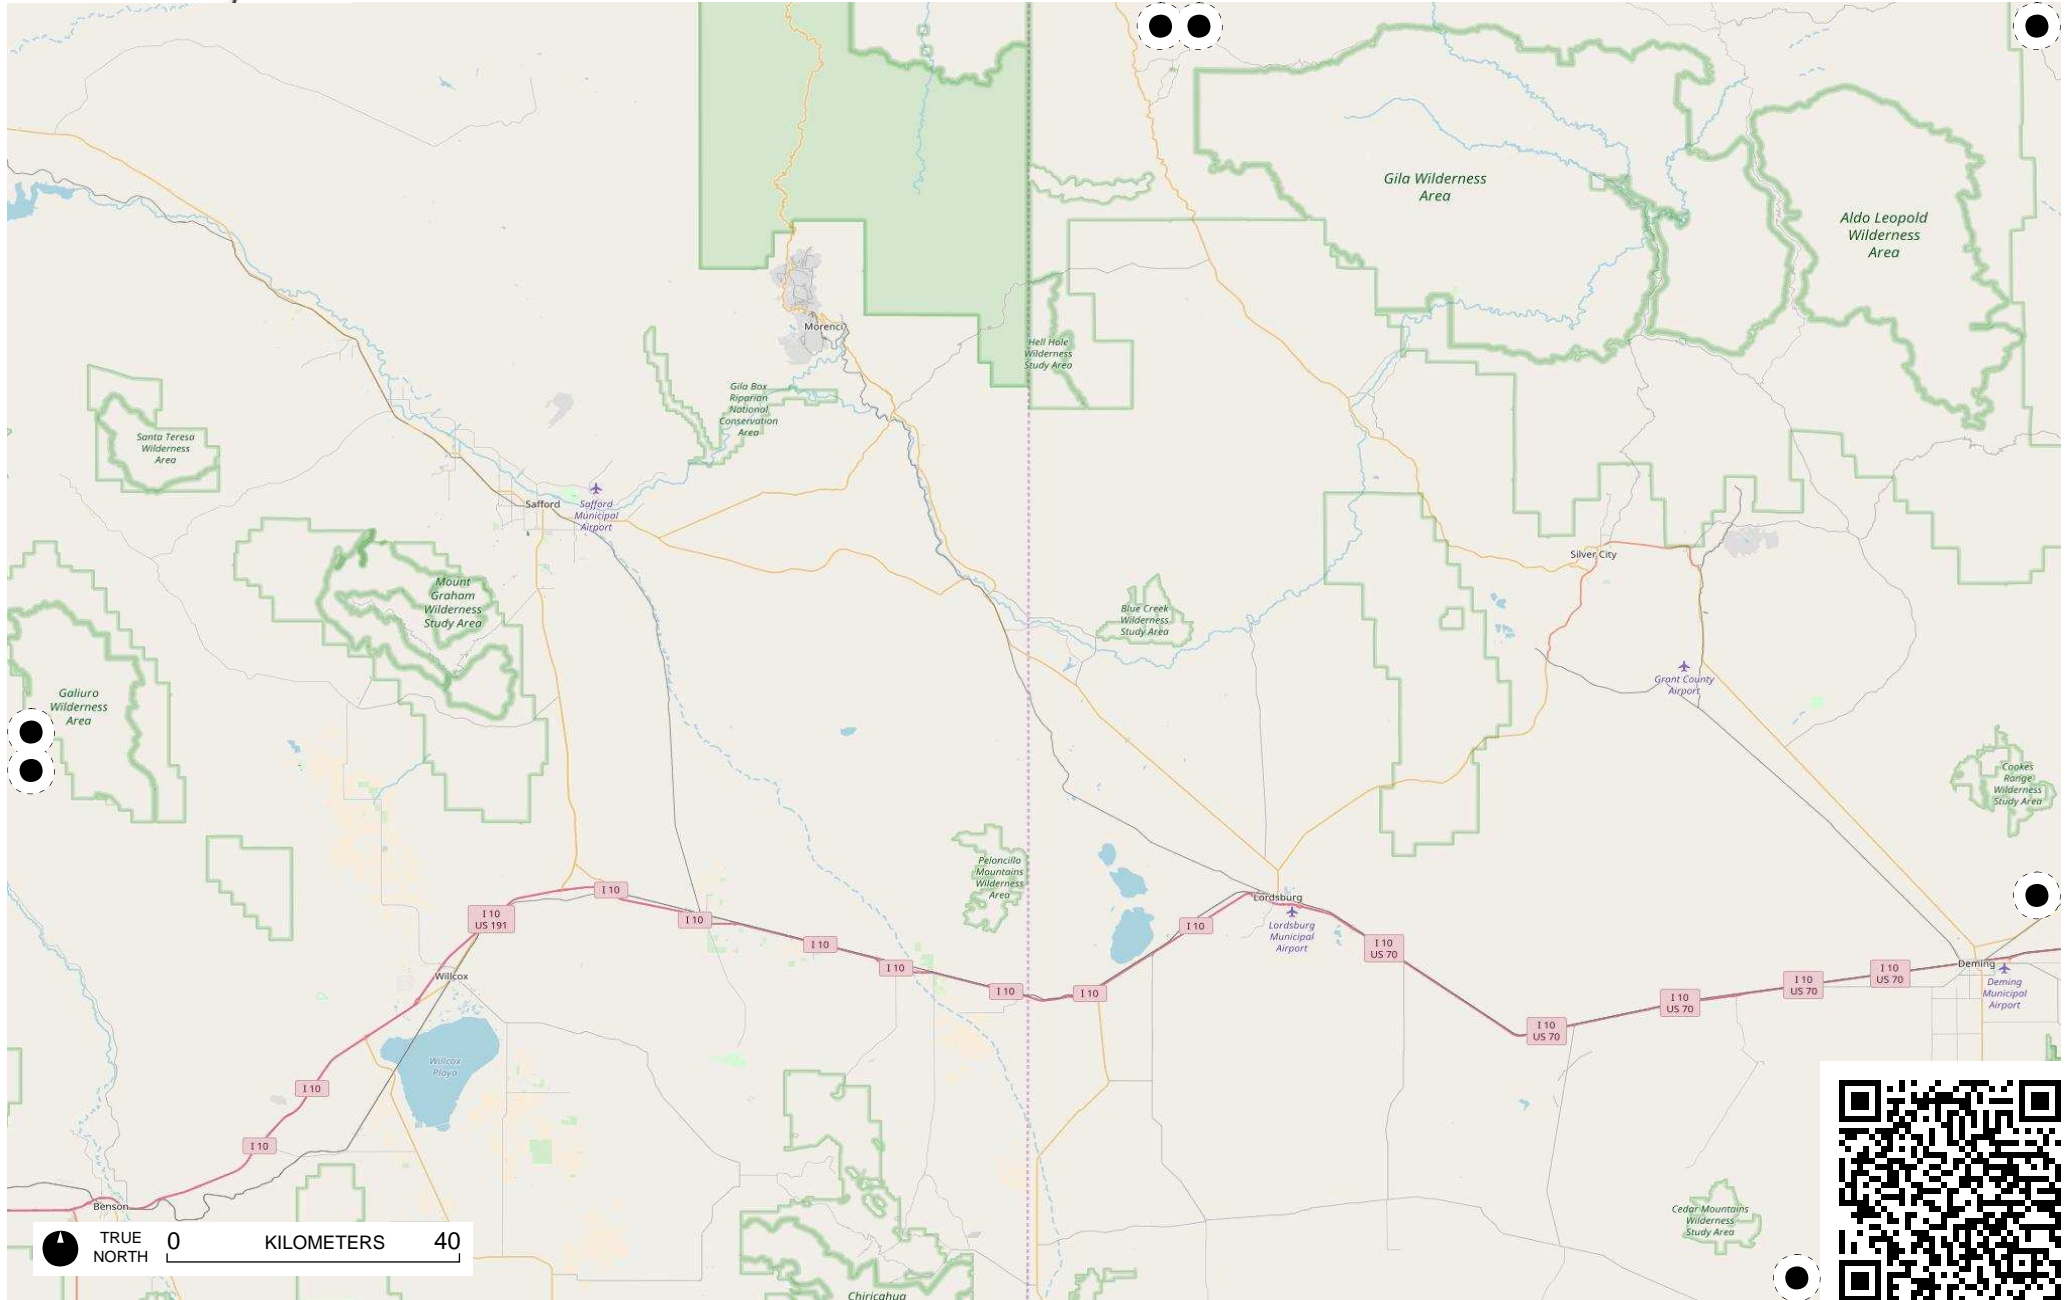 Gila Wilderness
Area
Aldo Leopold
Wilderness
Area
Morenci
Hell Hole
Wilderness
Study Area
Gila Box
Riparian
National
Conservation
Area
Santa Teresa
Wilderness
Area
Safford
Safford
Municipal
Airport
Silver City
Mount
Graham
Wilderness
Study Area
Blue Creek
Wilderness
Study Area
Galiuro
Wilderness
Area
Grant County
Airport
Cookes
Range
Wilderness
Study Area
Peloncillo
Mountains
Wilderness
Area
I 10
I 10
US 191
I 10
I 10
I 10
I 10
I 10
I 10
Lordsburg
Lordsburg
Municipal
Airport
I 10
US 70
I 10
US 70
I 10
US 70
I 10
US 70
I 10
US 70
Deming
Deming
Municipal
Airport
Willcox
Willcox
Playa
I 10
I 10
Benson
Cedar Mountains
Wilderness
Study Area
TRUE
NORTH
0 KILOMETERS 40
Chiricahua